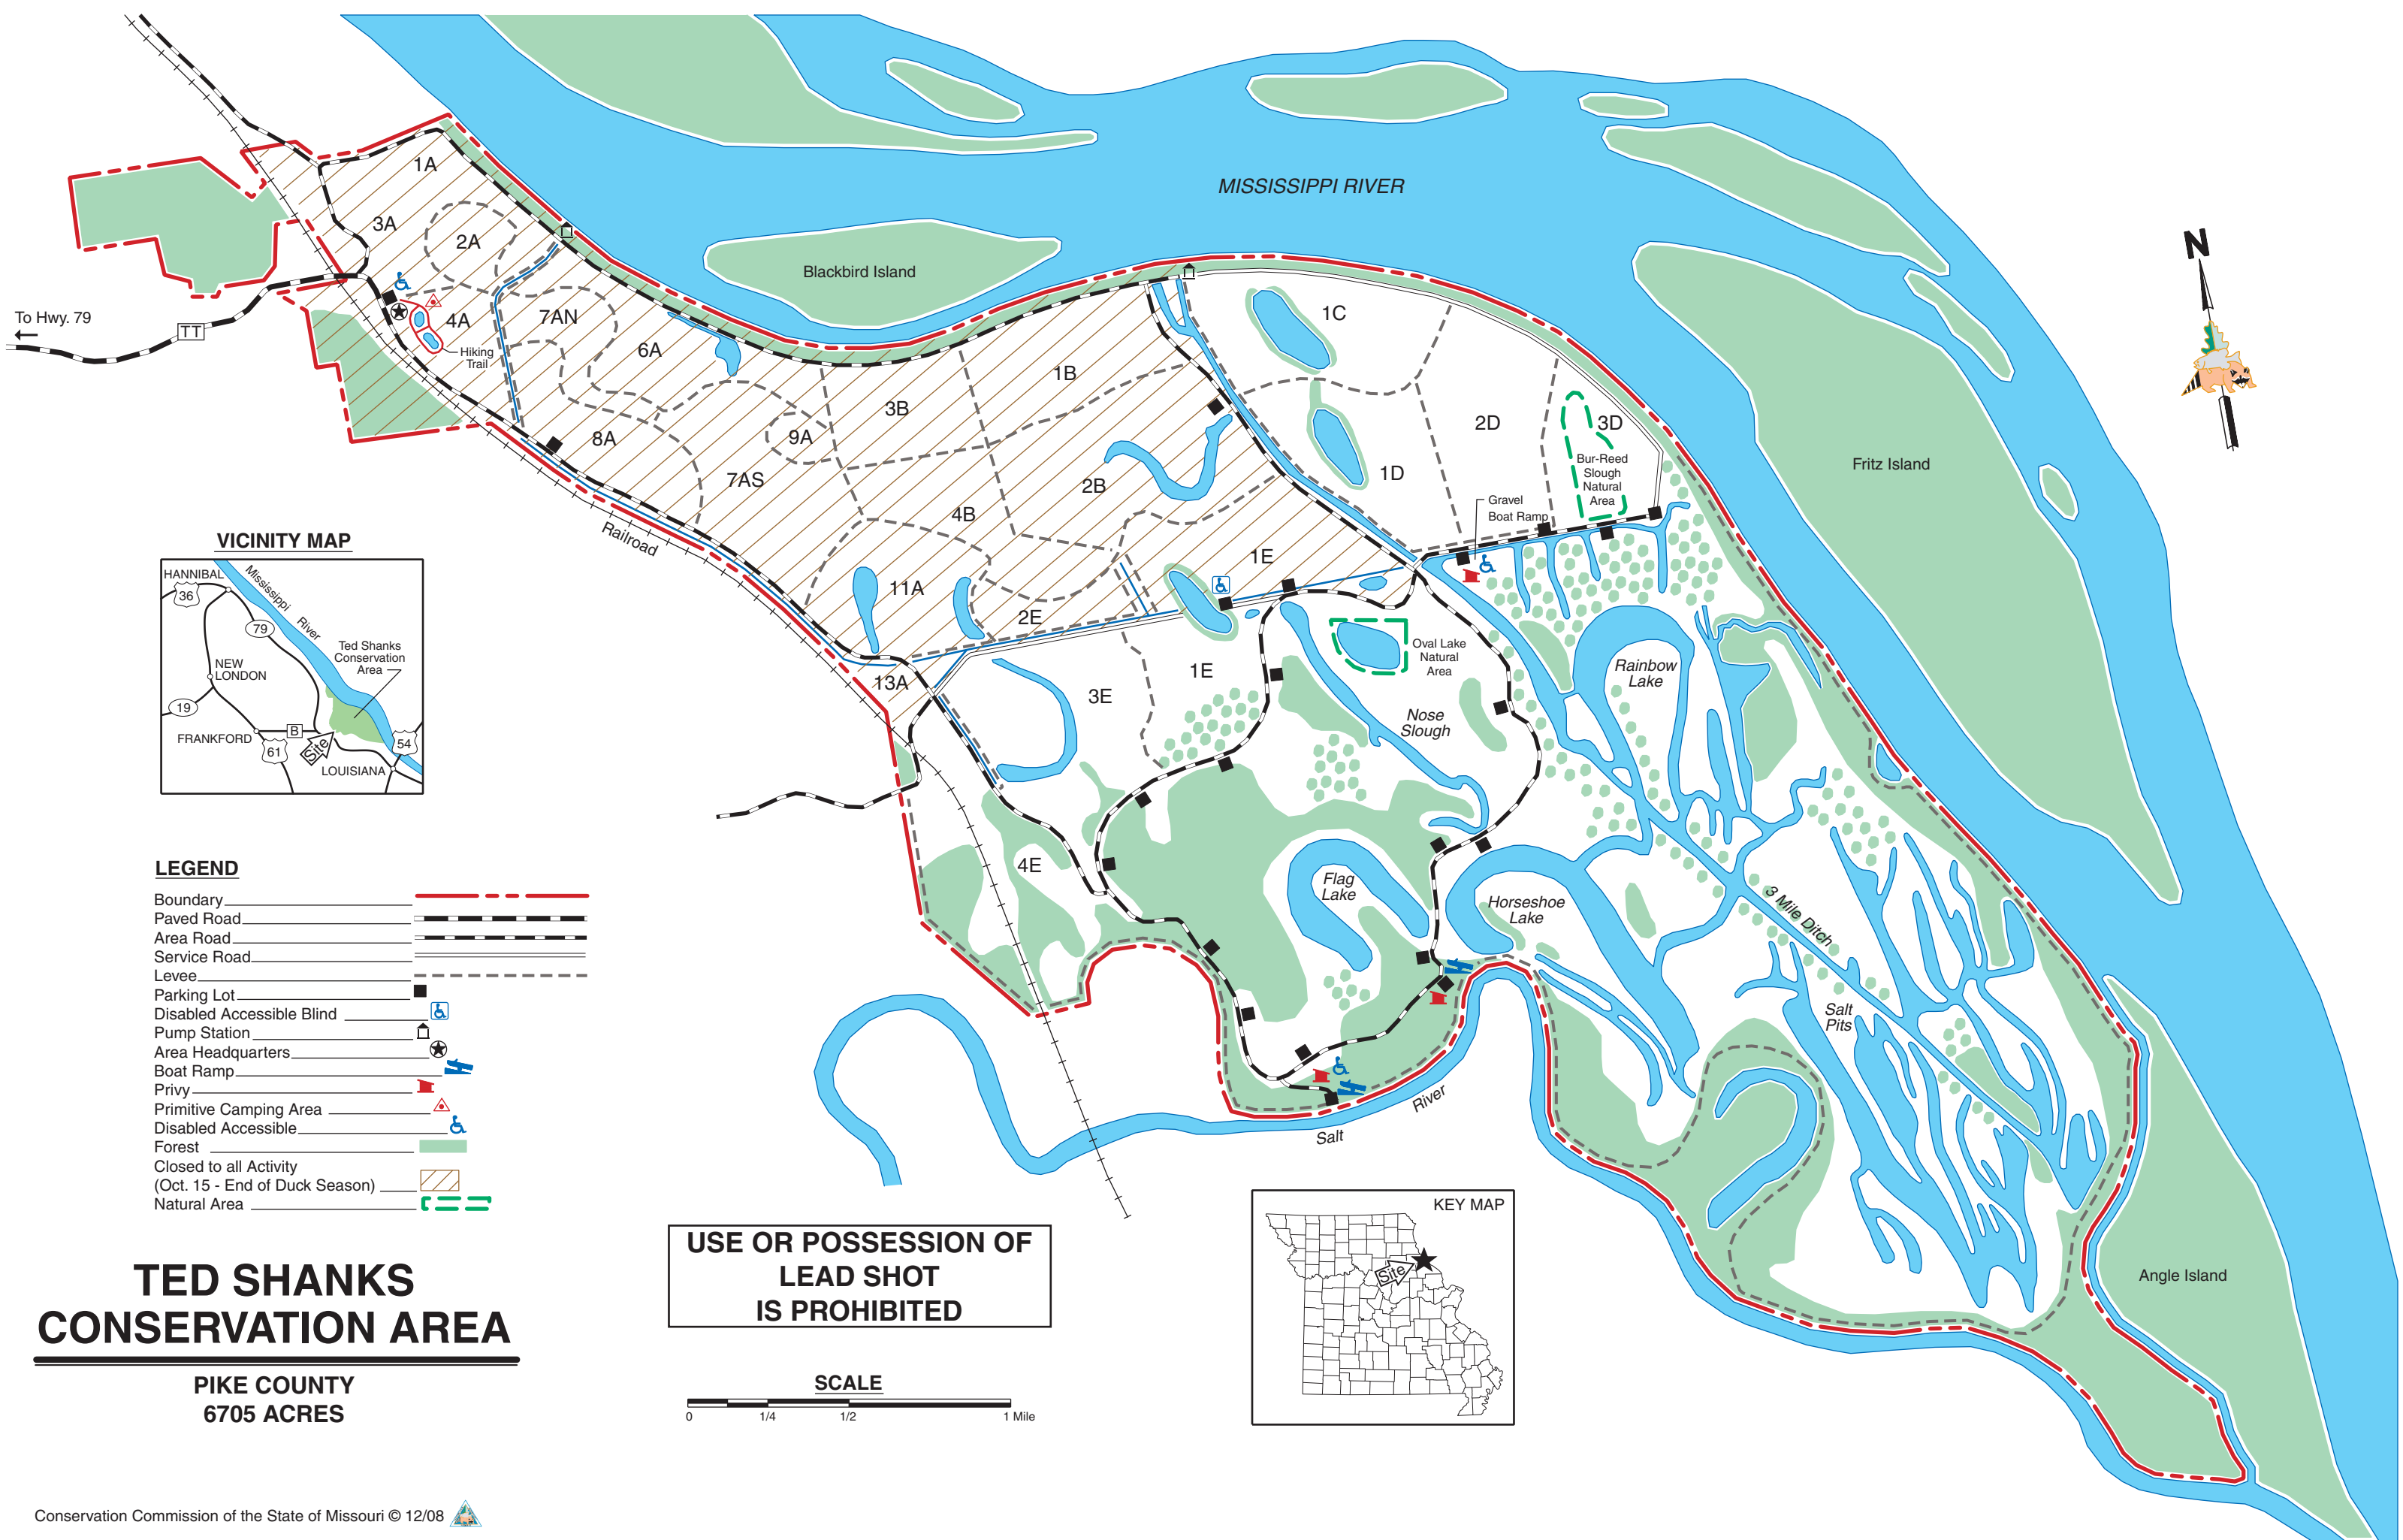 MISSISSIPPI RIVER
Blackbird Island
Fritz Island
Angle Island
N
To Hwy. 79
TT
1A
3A
2A
4A
Hiking
Trail
7AN
6A
8A
9A
7AS
3B
1B
2B
4B
11A
13A
1C
1D
2D
3D
Bur-Reed
Slough
Natural
Area
Gravel
Boat Ramp
1E
2E
1E
3E
4E
Oval Lake
Natural
Area
Nose
Slough
Rainbow
Lake
Flag
Lake
Horseshoe
Lake
3 Mile Ditch
Salt
Pits
Salt
River
Railroad
VICINITY MAP
HANNIBAL
36
Mississippi
River
79
Ted Shanks
Conservation
Area
NEW
LONDON
19
B
FRANKFORD
61
Site
54
LOUISIANA
LEGEND
Boundary
Paved Road
Area Road
Service Road
Levee
Parking Lot
Disabled Accessible Blind
Pump Station
Area Headquarters
Boat Ramp
Privy
Primitive Camping Area
Disabled Accessible
Forest
Closed to all Activity
(Oct. 15 - End of Duck Season)
Natural Area
TED SHANKS
CONSERVATION AREA
PIKE COUNTY
6705 ACRES
USE OR POSSESSION OF
LEAD SHOT
IS PROHIBITED
SCALE
0 1/4 1/2 1 Mile
KEY MAP
Site
Conservation Commission of the State of Missouri © 12/08